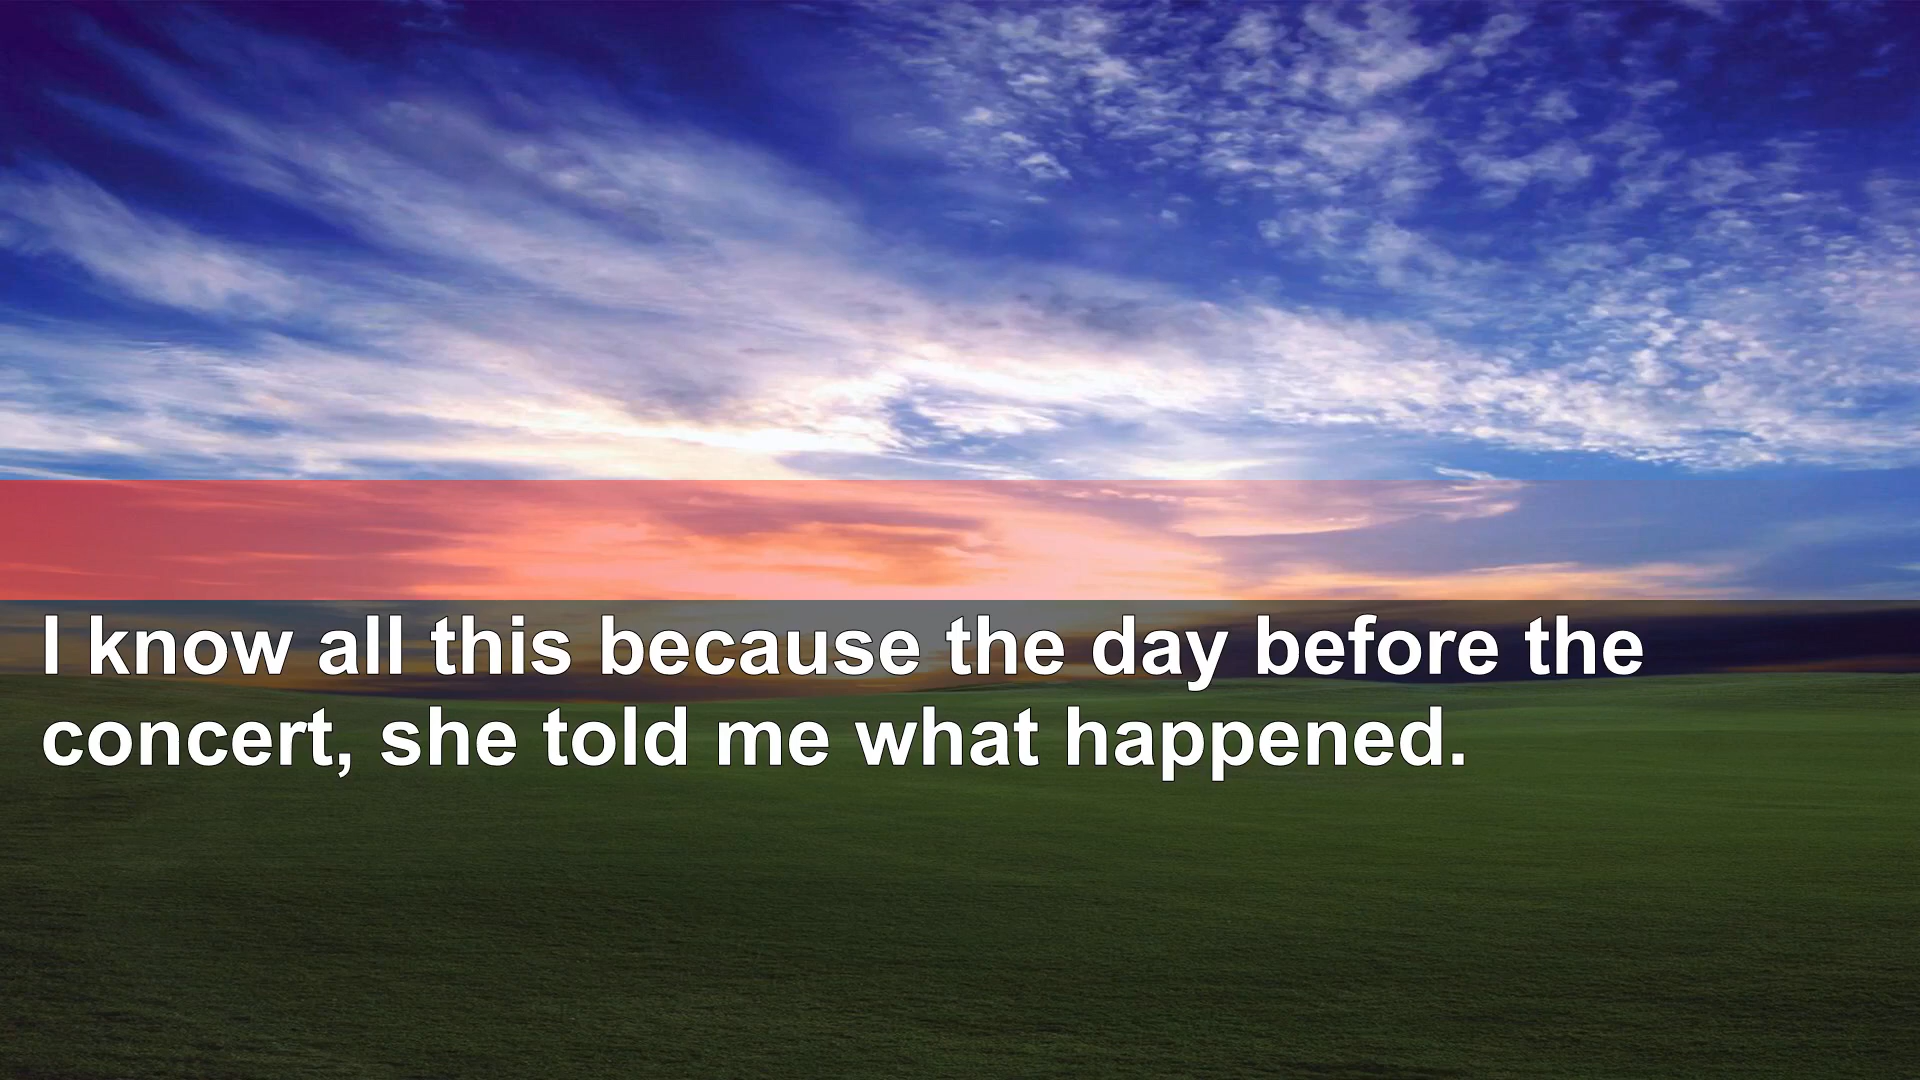 I know all this because the day before the
concert, she told me what happened.